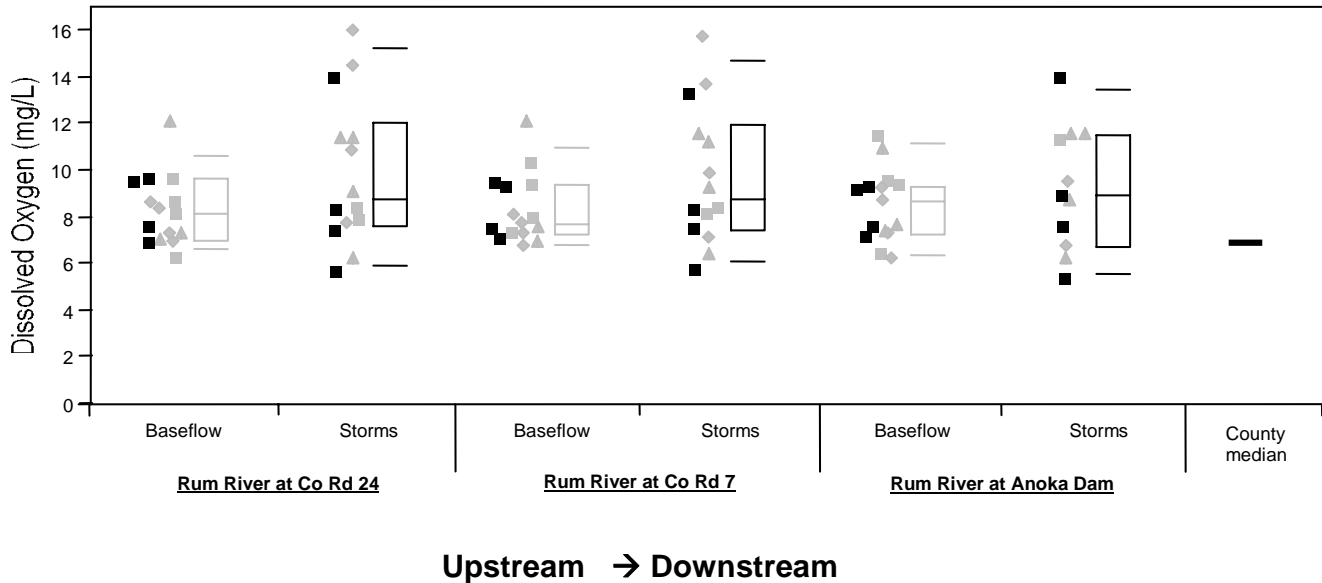 Dissolved Oxygen (mg/L)
16
14
12
10
8
6
4
2
0
Baseflow Storms Baseflow Storms Baseflow Storms County
median
Rum River at Co Rd 24 Rum River at Co Rd 7 Rum River at Anoka Dam
Upstream → Downstream